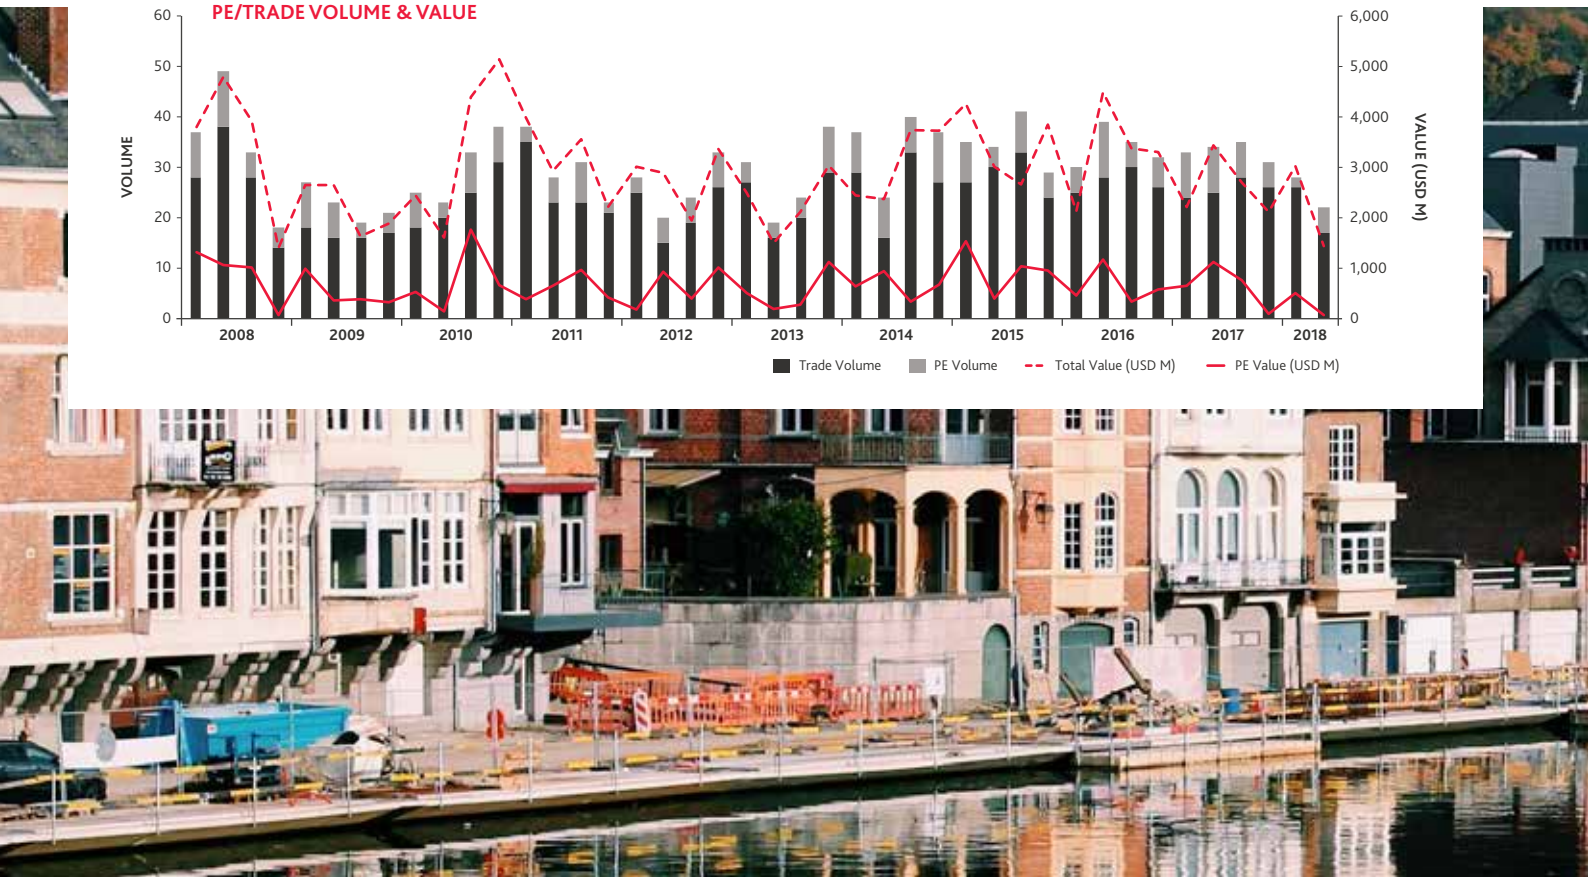 PE/TRADE VOLUME & VALUE
60
50
40
30
20
10
0
VOLUME
6,000
5,000
4,000
3,000
2,000
1,000
0
VALUE (USD M)
2008 2009 2010 2011 2012 2013 2014 2015 2016 2017 2018
Trade Volume PE Volume Total Value (USD M) PE Value (USD M)